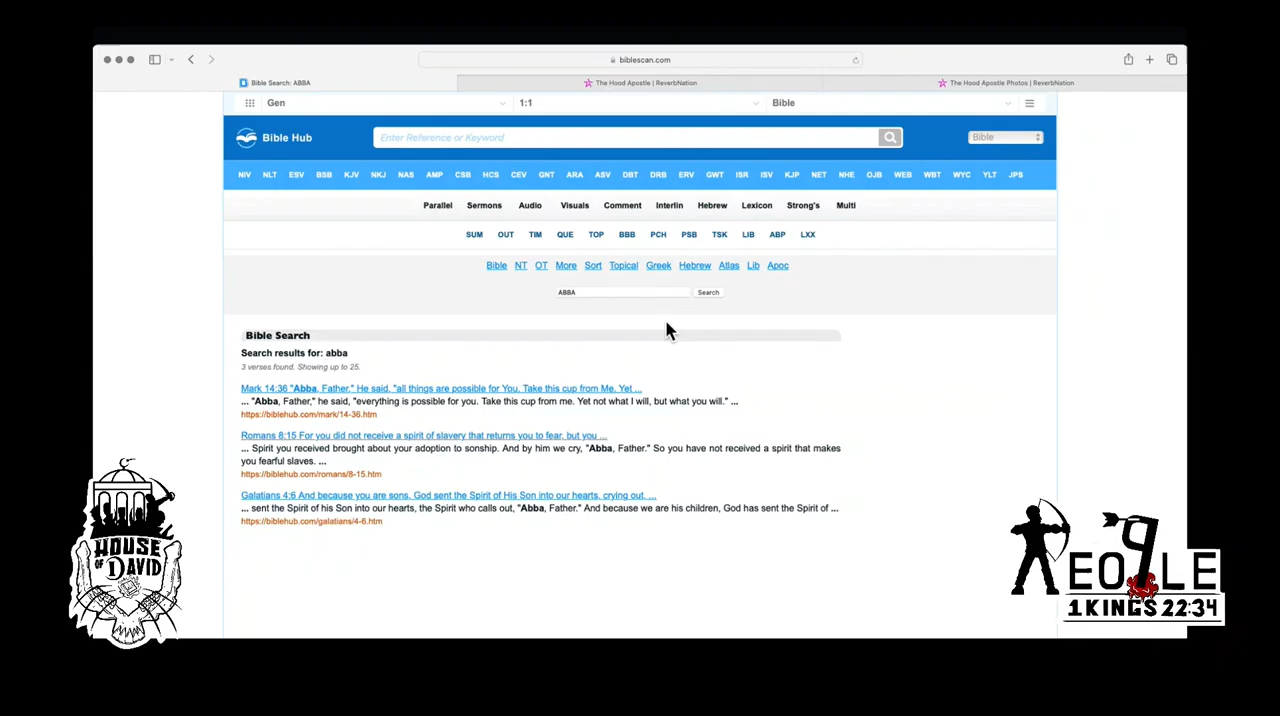 biblescan.com
Bible Search: ABBA
The Hood Apostle | ReverbNation
The Hood Apostle Photos | ReverbNation
Gen 1:1 Bible
Bible Hub Enter Reference or Keyword Bible
NIV NLT ESV BSB KJV NKJ NAS AMP CSB HCS CEV GNT ARA ASV DBT DRB ERV GWT ISR ISV KJP NET NHE OJB WEB WBT WYC YLT JPS
Parallel Sermons Audio Visuals Comment Interlin Hebrew Lexicon Strong's Multi
SUM OUT TIM QUE TOP BBB PCH PSB TSK LIB ABP LXX
Bible NT OT More Sort Topical Greek Hebrew Atlas Lib Apoc
ABBA Search
Bible Search
Search results for: abba
3 verses found. Showing up to 25.
Mark 14:36 "Abba, Father," He said, "all things are possible for You. Take this cup from Me. Yet ...
... "Abba, Father," he said, "everything is possible for you. Take this cup from me. Yet not what I will, but what you will." ...
https://biblehub.com/mark/14-36.htm
Romans 8:15 For you did not receive a spirit of slavery that returns you to fear, but you ...
... Spirit you received brought about your adoption to sonship. And by him we cry, "Abba, Father." So you have not received a spirit that makes
you fearful slaves. ...
https://biblehub.com/romans/8-15.htm
Galatians 4:6 And because you are sons, God sent the Spirit of His Son into our hearts, crying out, ...
... sent the Spirit of his Son into our hearts, the Spirit who calls out, "Abba, Father." And because we are his children, God has sent the Spirit of ...
https://biblehub.com/galatians/4-6.htm
HOUSE
OF DAVID
EOPLE
1 KINGS 22:34